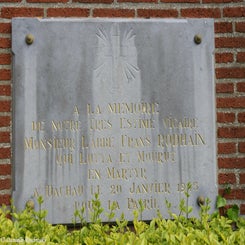 A LA MEMOIRE
DE NOTRE TRES ESTIME VICAIRE
MONSIEUR L'ABBE FRANS BODHAIN
QUI LUTTA ET MOURUT
EN MARTYR
A DACHAU LE 20 JANVIER
POUR LA PATRIE